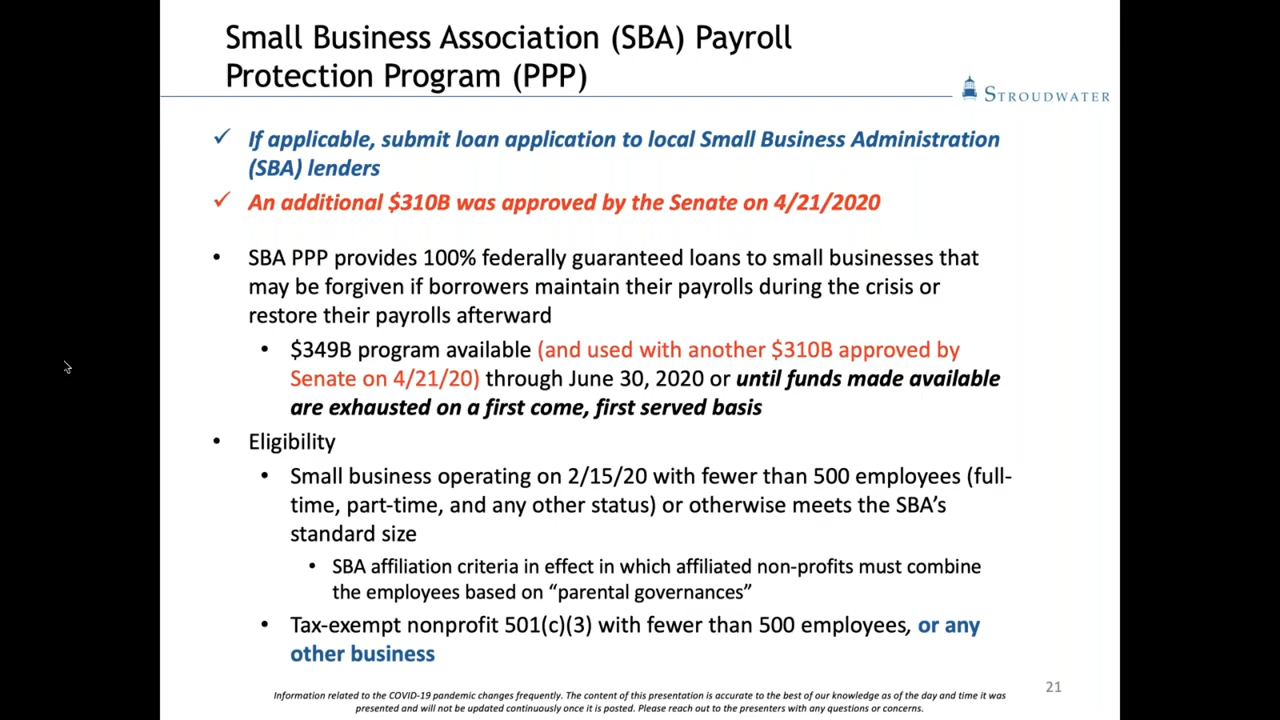 Small Business Association (SBA) Payroll
Protection Program (PPP)
STROUDWATER
✓ If applicable, submit loan application to local Small Business Administration
(SBA) lenders
✓ An additional $310B was approved by the Senate on 4/21/2020
• SBA PPP provides 100% federally guaranteed loans to small businesses that
may be forgiven if borrowers maintain their payrolls during the crisis or
restore their payrolls afterward
• $349B program available (and used with another $310B approved by
Senate on 4/21/20) through June 30, 2020 or until funds made available
are exhausted on a first come, first served basis
• Eligibility
• Small business operating on 2/15/20 with fewer than 500 employees (full-
time, part-time, and any other status) or otherwise meets the SBA’s
standard size
• SBA affiliation criteria in effect in which affiliated non-profits must combine
the employees based on “parental governances”
• Tax-exempt nonprofit 501(c)(3) with fewer than 500 employees, or any
other business
Information related to the COVID-19 pandemic changes frequently. The content of this presentation is accurate to the best of our knowledge as of the day and time it was
presented and will not be updated continuously once it is posted. Please reach out to the presenters with any questions or concerns.
21